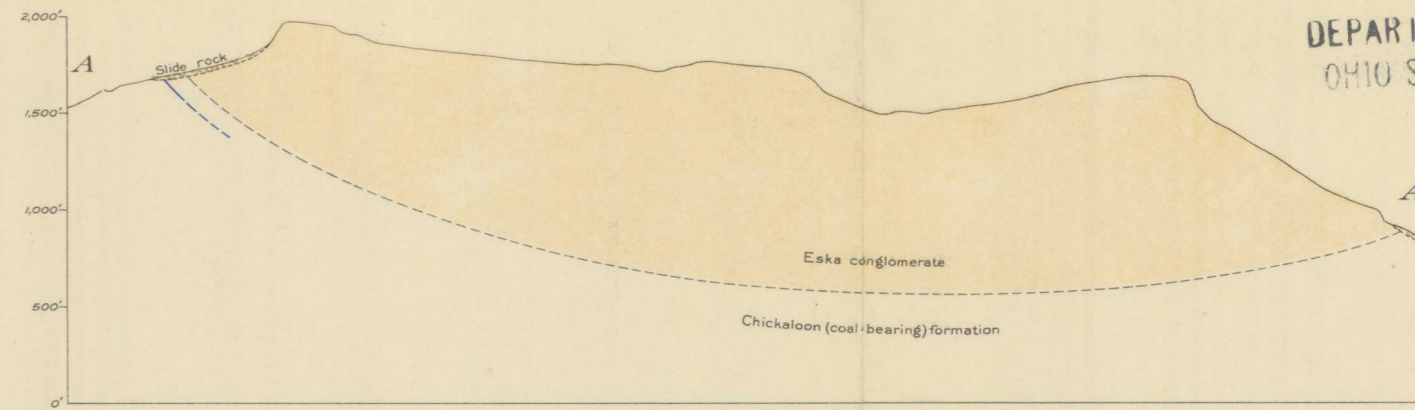 2,000'
DEPAR
OHIO S
A
Slide rock
1,500'
1,000'
A
Eska conglomerate
500'
Chickaloon (coal-bearing) formation
0'